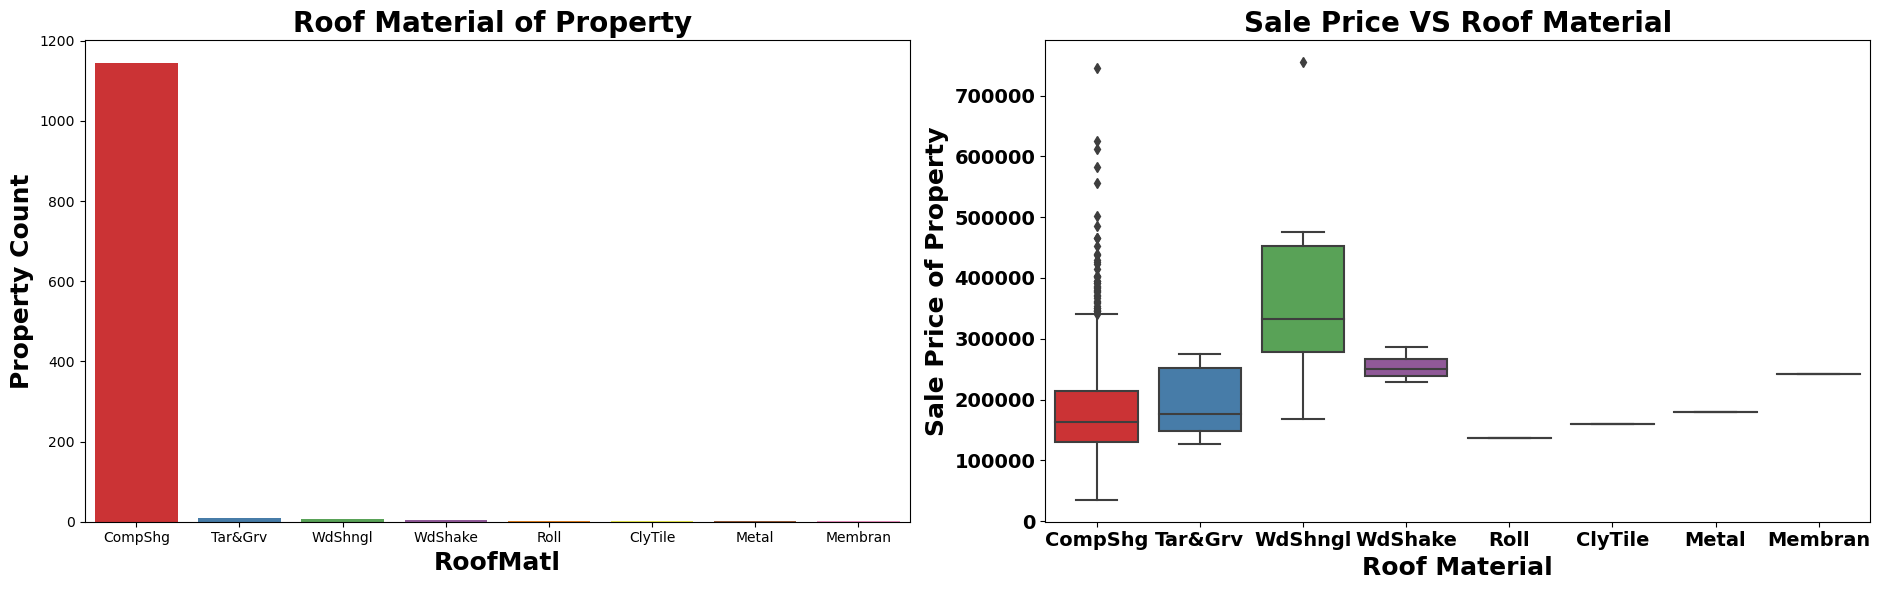 Roof Material of Property
Property Count
1200
1000
800
600
400
200
0
CompShg Tar&Grv WdShngl WdShake Roll ClyTile Metal Membran
RoofMatl
Sale Price VS Roof Material
Sale Price of Property
700000
600000
500000
400000
300000
200000
100000
0
CompShg Tar&Grv WdShngl WdShake Roll ClyTile Metal Membran
Roof Material